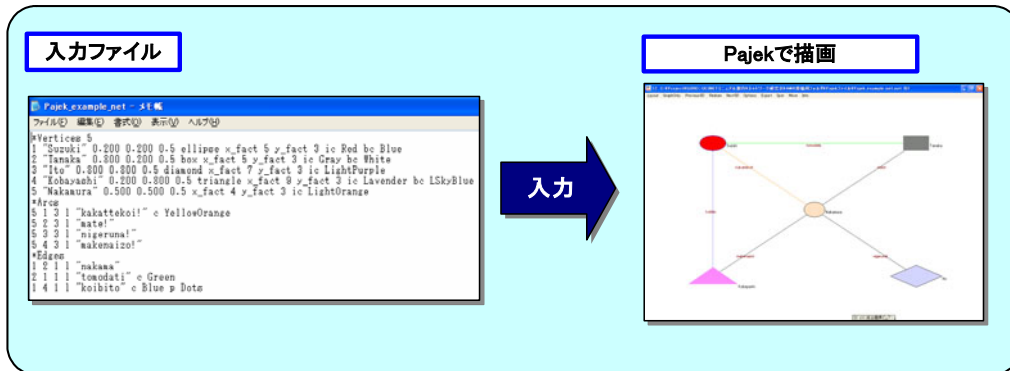 入力ファイル
Pajekで描画
Pajek_example_net - メモ帳
ファイル(F) 編集(E) 書式(O) 表示(V) ヘルプ(H)
*Vertices 5
1 "Suzuki" 0.200 0.200 0.5 ellipse x_fact 5 y_fact 3 ic Red bc Blue
2 "Tanaka" 0.800 0.200 0.5 box x_fact 5 y_fact 3 ic Gray bc White
3 "Ito" 0.800 0.800 0.5 diamond x_fact 7 y_fact 3 ic LightPurple
4 "Kobayashi" 0.200 0.800 0.5 triangle x_fact 9 y_fact 3 ic Lavender bc LSkyBlue
5 "Nakamura" 0.500 0.500 0.5 x_fact 4 y_fact 3 ic LightOrange
*Arcs
5 1 3 1 "kakattekoi!" c YellowOrange
5 2 3 1 "mate!"
5 3 3 1 "nigeruna!"
5 4 3 1 "makenaizo!"
*Edges
1 2 1 1 "nakama"
2 1 1 1 "tomodati" c Green
1 4 1 1 "koibito" c Blue p Dots
入力